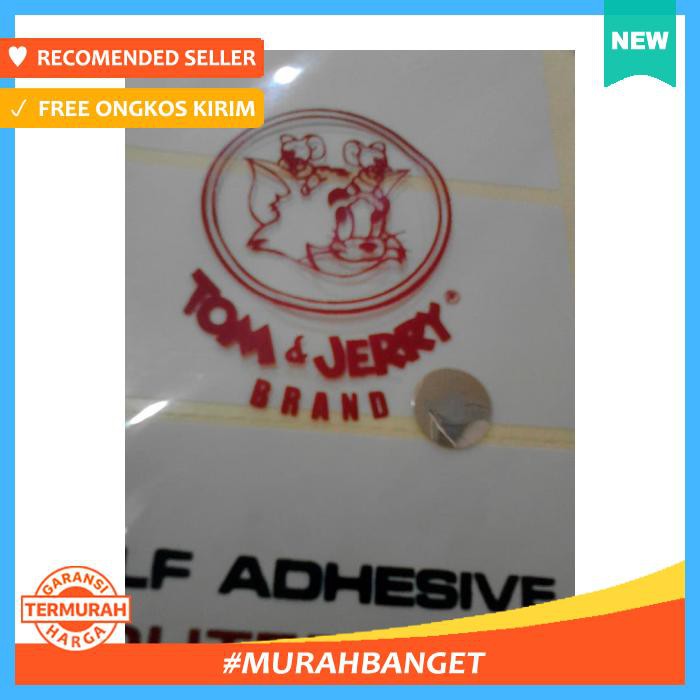 RECOMENDED SELLER
FREE ONGKOS KIRIM
NEW
TOM & JERRY®
BRAND
ADHESIVE
GARANSI
TERMURAH
HARGA
#MURAHBANGET